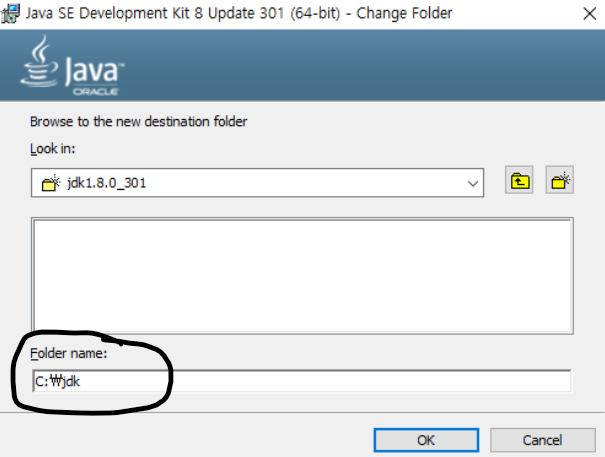 Java SE Development Kit 8 Update 301 (64-bit) - Change Folder
Java™
ORACLE
Browse to the new destination folder
Look in:
jdk1.8.0_301
Folder name:
C:₩jdk
OK
Cancel